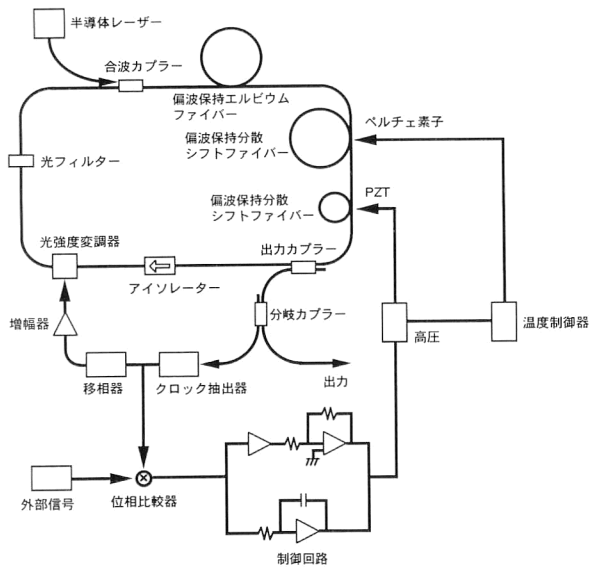 半導体レーザー
合波カプラー
偏波保持エルビウム
ファイバー
ペルチェ素子
偏波保持分散
シフトファイバー
光フィルター
PZT
偏波保持分散
シフトファイバー
光強度変調器
出力カプラー
アイソレーター
増幅器
分岐カプラー
高圧
温度制御器
移相器
クロック抽出器
出力
外部信号
位相比較器
制御回路